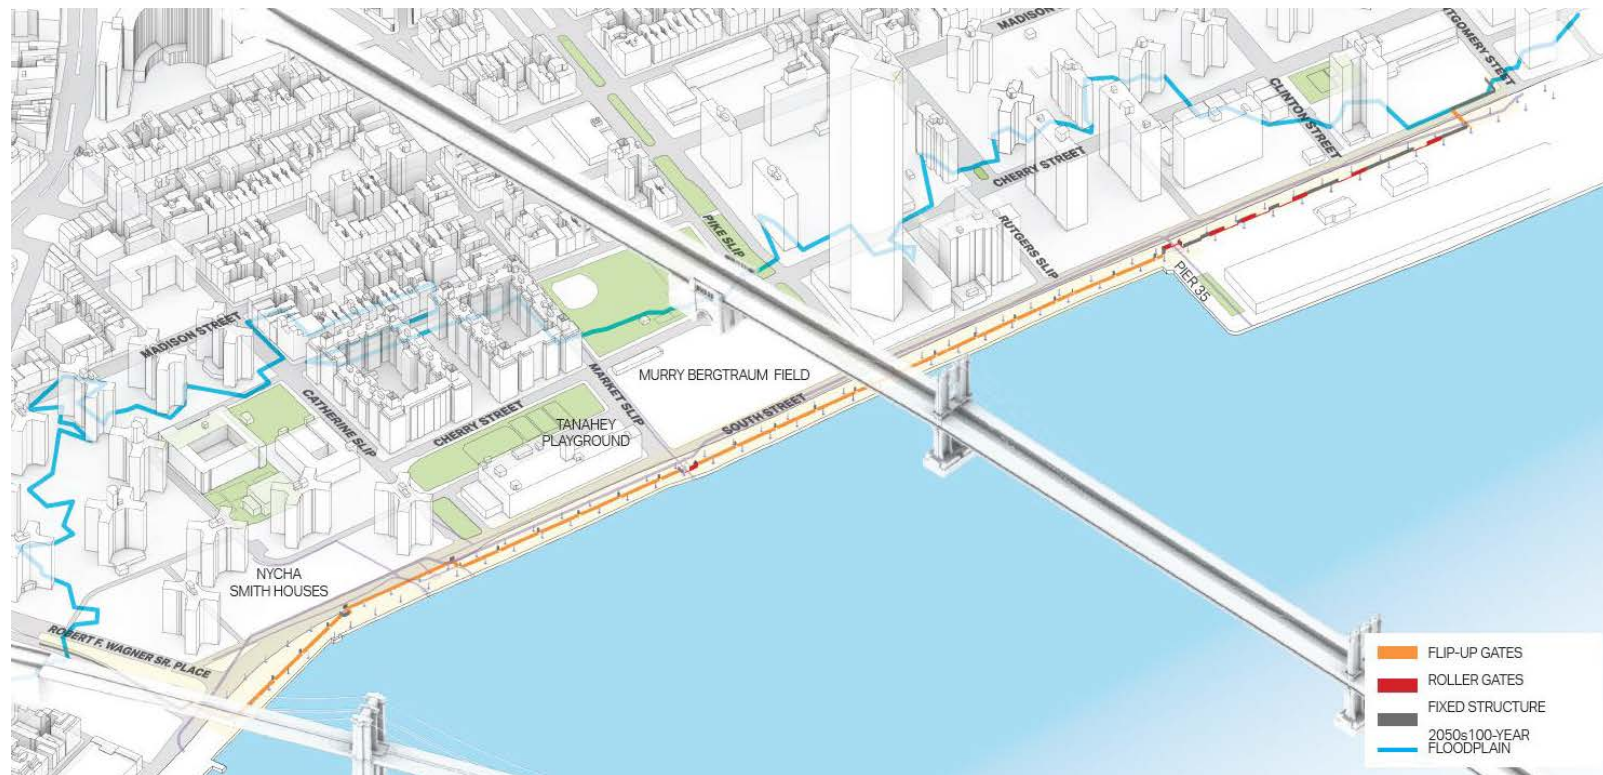 MADISON
TGOMERY STEET
CLINTON STREET
CHERRY STREET
PIKE SLIP
RUTGERS SLIP
PIER 35
MADISON STREET
MURRY BERGTRAUM FIELD
MARKET SLIP
SOUTH STREET
CATHERINE SLIP
CHERRY STREET
TANAHEY
PLAYGROUND
NYCHA
SMITH HOUSES
ROBERT F. WAGNER SR. PLACE
FLIP-UP GATES
ROLLER GATES
FIXED STRUCTURE
2050s100-YEAR
FLOODPLAIN